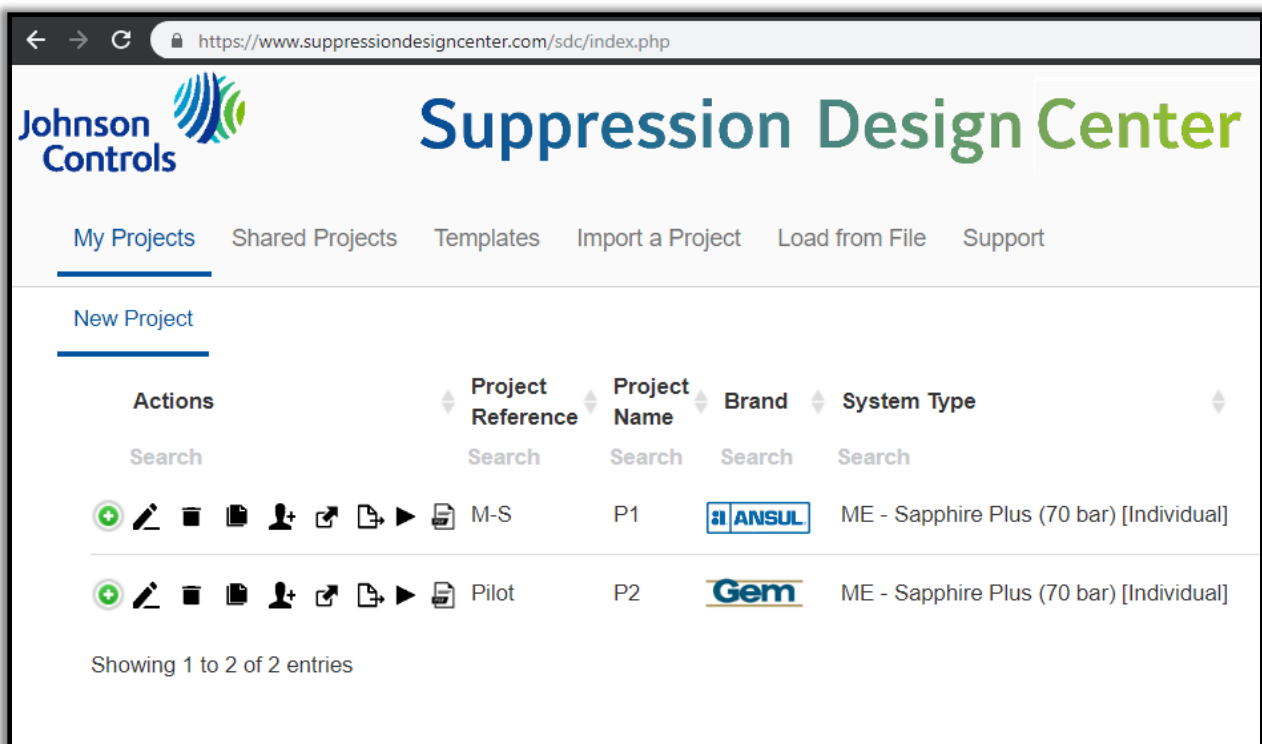 https://www.suppressiondesigncenter.com/sdc/index.php
Johnson
Controls
Suppression Design Center
My Projects Shared Projects Templates Import a Project Load from File Support
New Project
Actions Project Reference Project Name Brand System Type
Search Search Search Search Search
M-S P1 ANSUL ME - Sapphire Plus (70 bar) [Individual]
Pilot P2 Gem ME - Sapphire Plus (70 bar) [Individual]
Showing 1 to 2 of 2 entries